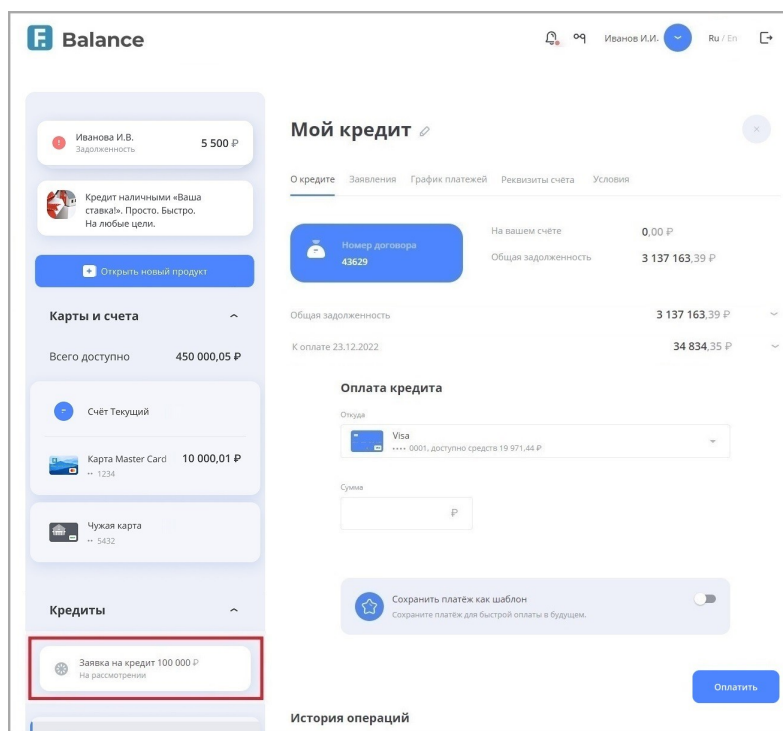 Balance
Иванов И.И.
Ru / En
Иванова И.В.
Задолженность
5 500 ₽
Кредит наличными «Ваша
ставка!». Просто. Быстро.
На любые цели.
Открыть новый продукт
Карты и счета
Всего доступно 450 000,05 ₽
Счёт Текущий
Карта Master Card 10 000,01 ₽
•• 1234
Чужая карта
•• 5432
Кредиты
Заявка на кредит 100 000 ₽
На рассмотрении
Мой кредит
О кредите Заявления График платежей Реквизиты счёта Условия
Номер договора
43629
На вашем счёте 0,00 ₽
Общая задолженность 3 137 163,39 ₽
Общая задолженность 3 137 163,39 ₽
К оплате 23.12.2022 34 834,35 ₽
Оплата кредита
Откуда
Visa
•••• 0001, доступно средств 19 971,44 ₽
Сумма
₽
Сохранить платёж как шаблон
Сохраните платёж для быстрой оплаты в будущем.
Оплатить
История операций